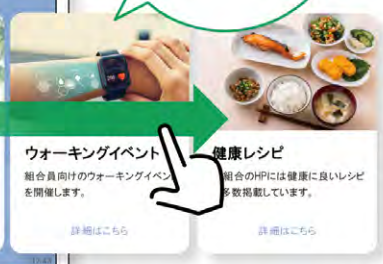 ウォーキングイベント
組合員向けのウォーキングイベン
を開催します。
詳細はこちら
健康レシピ
組合のHPには健康に良いレシピ
多数掲載しています。
詳細はこちら
17:43